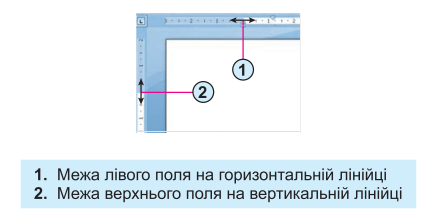 1
2
1. Межа лівого поля на горизонтальній лінійці
2. Межа верхнього поля на вертикальній лінійці